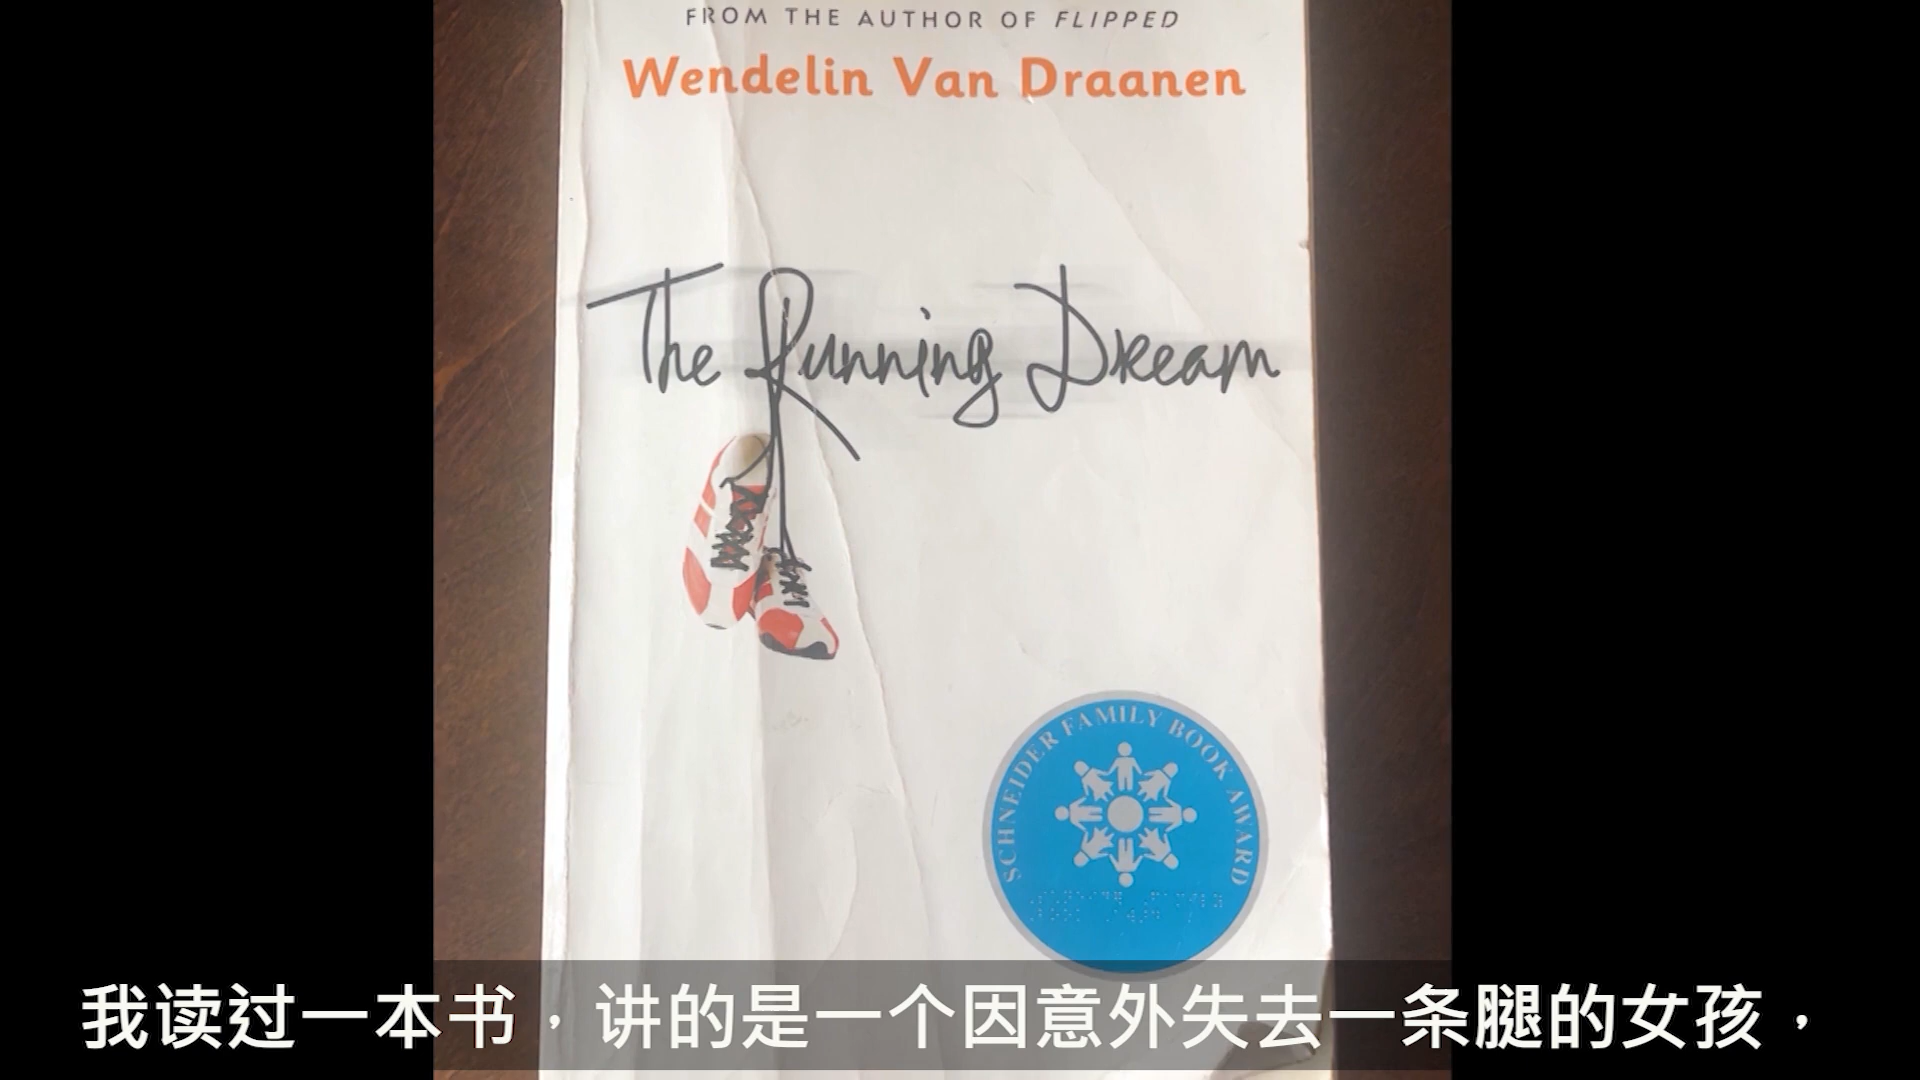 FROM THE AUTHOR OF FLIPPED
Wendelin Van Draanen
The Running Dream
SCHNEIDER FAMILY BOOK AWARD
我读过一本书，讲的是一个因意外失去一条腿的女孩，